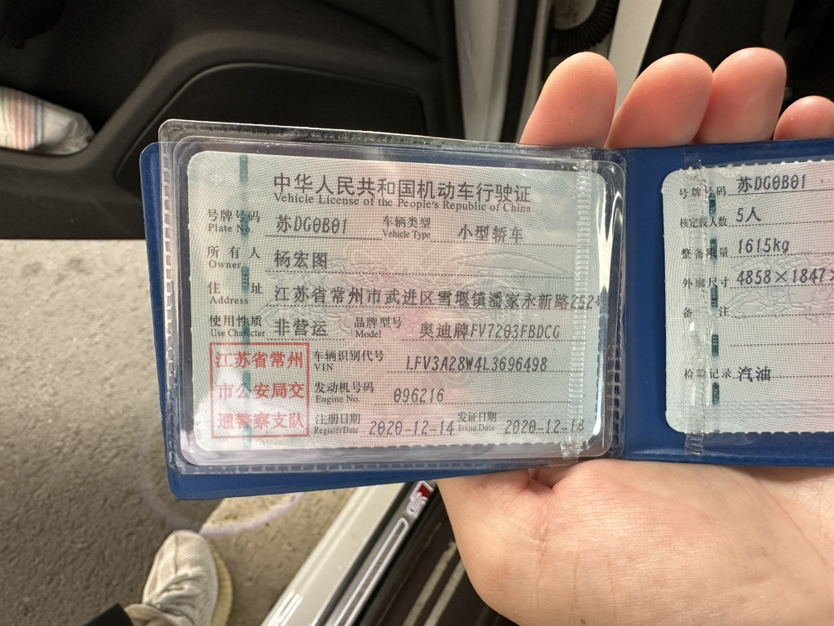 中华人民共和国机动车行驶证
Vehicle License of the People's Republic of China
号牌号码 苏DG0B01 车辆类型 小型轿车
Plate No. Vehicle Type
所有人 杨宏图
Owner
住址 江苏省常州市武进区雪堰镇潘家永新路252号
Address
使用性质 非营运 品牌型号 奥迪牌FV7203FBDCG
Use Character Model
江苏省常州
市公安局交
通警察支队
车辆识别代号 LFV3A28W4L3696498
VIN
发动机号码 096216
Engine No.
注册日期 2020-12-14 发证日期 2020-12-
Register Date Issue Date
号牌号码 苏DG0B01
核定载人数 5人
整备质量 1615kg
外廓尺寸 4858×1847×
备注
检验记录 汽油